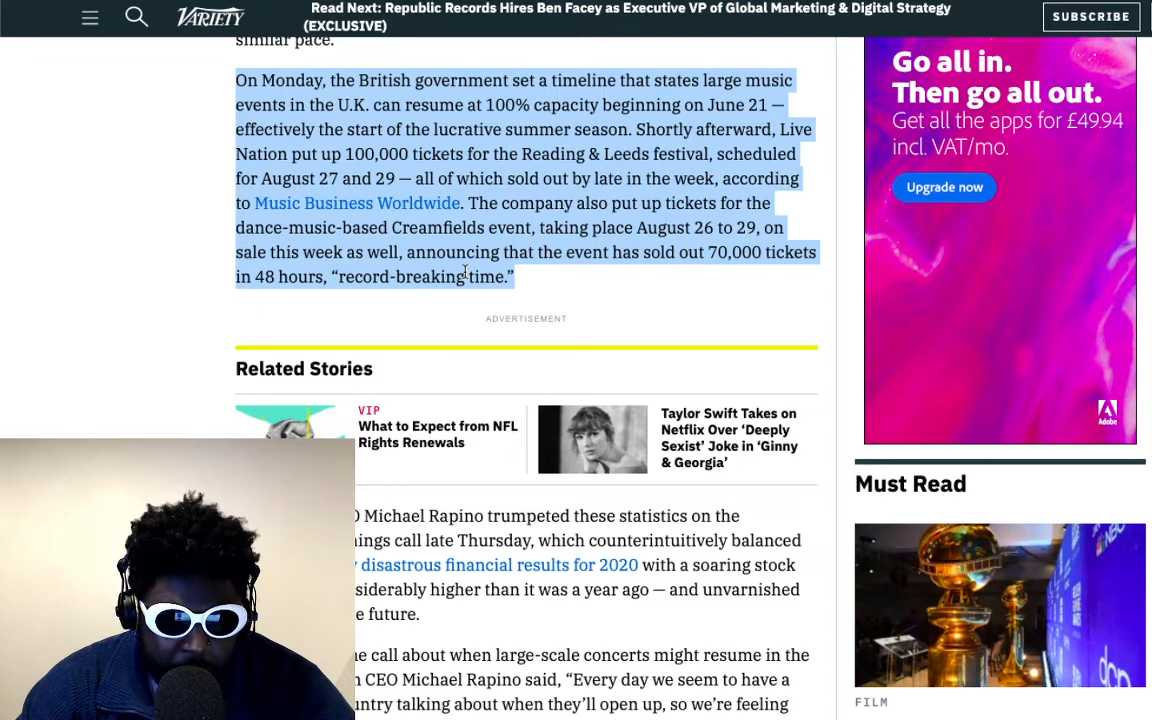 VARIETY
Read Next: Republic Records Hires Ben Facey as Executive VP of Global Marketing & Digital Strategy
(EXCLUSIVE)
SUBSCRIBE
similar pace.
On Monday, the British government set a timeline that states large music
events in the U.K. can resume at 100% capacity beginning on June 21 —
effectively the start of the lucrative summer season. Shortly afterward, Live
Nation put up 100,000 tickets for the Reading & Leeds festival, scheduled
for August 27 and 29 — all of which sold out by late in the week, according
to Music Business Worldwide. The company also put up tickets for the
dance-music-based Creamfields event, taking place August 26 to 29, on
sale this week as well, announcing that the event has sold out 70,000 tickets
in 48 hours, “record-breaking time.”
ADVERTISEMENT
Related Stories
VIP
What to Expect from NFL
Rights Renewals
Taylor Swift Takes on
Netflix Over ‘Deeply
Sexist’ Joke in ‘Ginny
& Georgia’
Michael Rapino trumpeted these statistics on the
call late Thursday, which counterintuitively balanced
disastrous financial results for 2020 with a soaring stock
higher than it was a year ago — and unvarnished
future.
call about when large-scale concerts might resume in the
CEO Michael Rapino said, “Every day we seem to have a
talking about when they’ll open up, so we’re feeling
Go all in.
Then go all out.
Get all the apps for £49.94
incl. VAT/mo.
Upgrade now
Adobe
Must Read
FILM